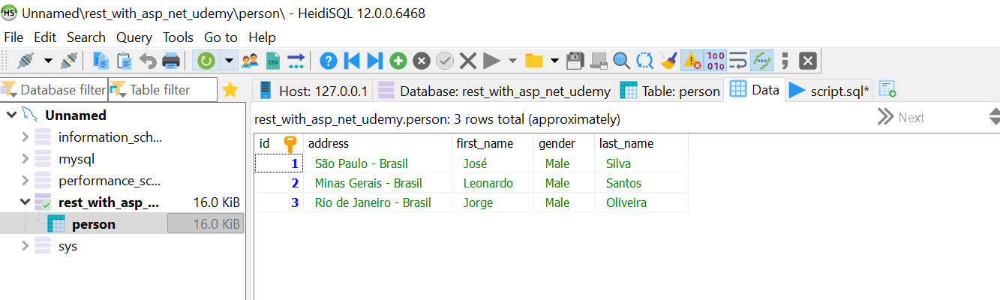 Unnamed\rest_with_asp_net_udemy\person\ - HeidiSQL 12.0.0.6468
File Edit Search Query Tools Go to Help
Database filter Table filter Host: 127.0.0.1 Database: rest_with_asp_net_udemy Table: person Data script.sql*
Unnamed
information_sch...
mysql
performance_sc...
rest_with_asp_... 16.0 KiB
person 16.0 KiB
sys
rest_with_asp_net_udemy.person: 3 rows total (approximately) Next
id address first_name gender last_name
1 São Paulo - Brasil José Male Silva
2 Minas Gerais - Brasil Leonardo Male Santos
3 Rio de Janeiro - Brasil Jorge Male Oliveira